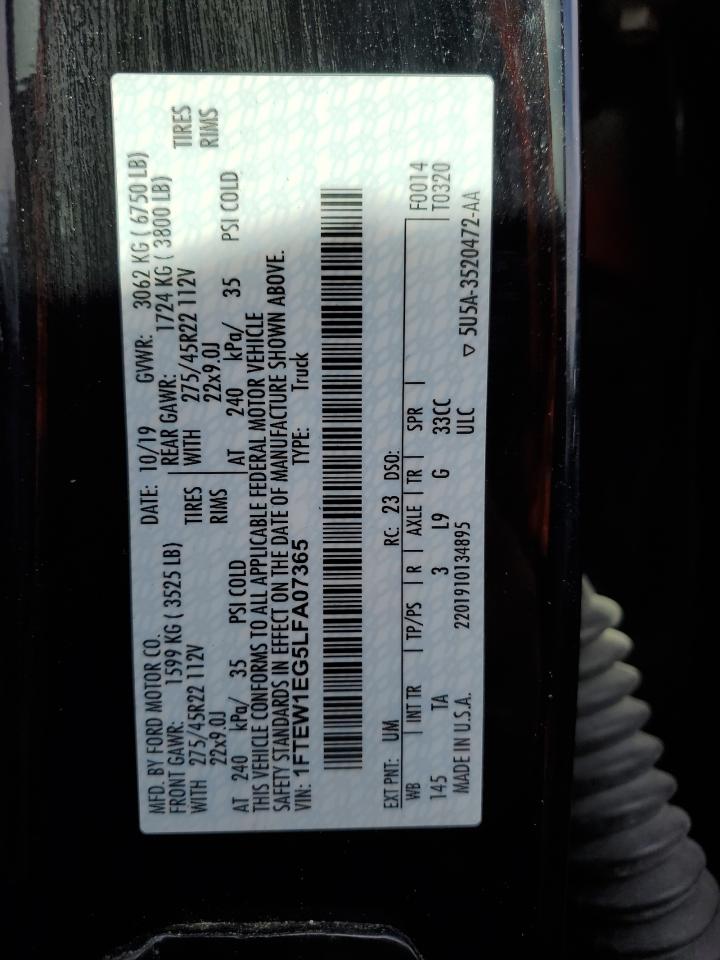 MFD. BY FORD MOTOR CO. DATE: 10/19 GVWR: 3062 KG ( 6750 LB)
FRONT GAWR: 1599 KG ( 3525 LB) REAR GAWR: 1724 KG ( 3800 LB)
WITH 275/45R22 112V TIRES WITH 275/45R22 112V TIRES
22x9.0J RIMS 22x9.0J RIMS
AT 240 kPa/ 35 PSI COLD AT 240 kPa/ 35 PSI COLD
THIS VEHICLE CONFORMS TO ALL APPLICABLE FEDERAL MOTOR VEHICLE
SAFETY STANDARDS IN EFFECT ON THE DATE OF MANUFACTURE SHOWN ABOVE.
VIN: 1FTEW1EG5LFA07365 TYPE: Truck
EXT PNT: UM RC: 23 DSO:
WB INT TR TP/PS R AXLE TR SPR F0014
145 TA 3 L9 G 33CC T0320
MADE IN U.S.A. 2201910134895 ULC
▽ 5U5A-3520472-AA